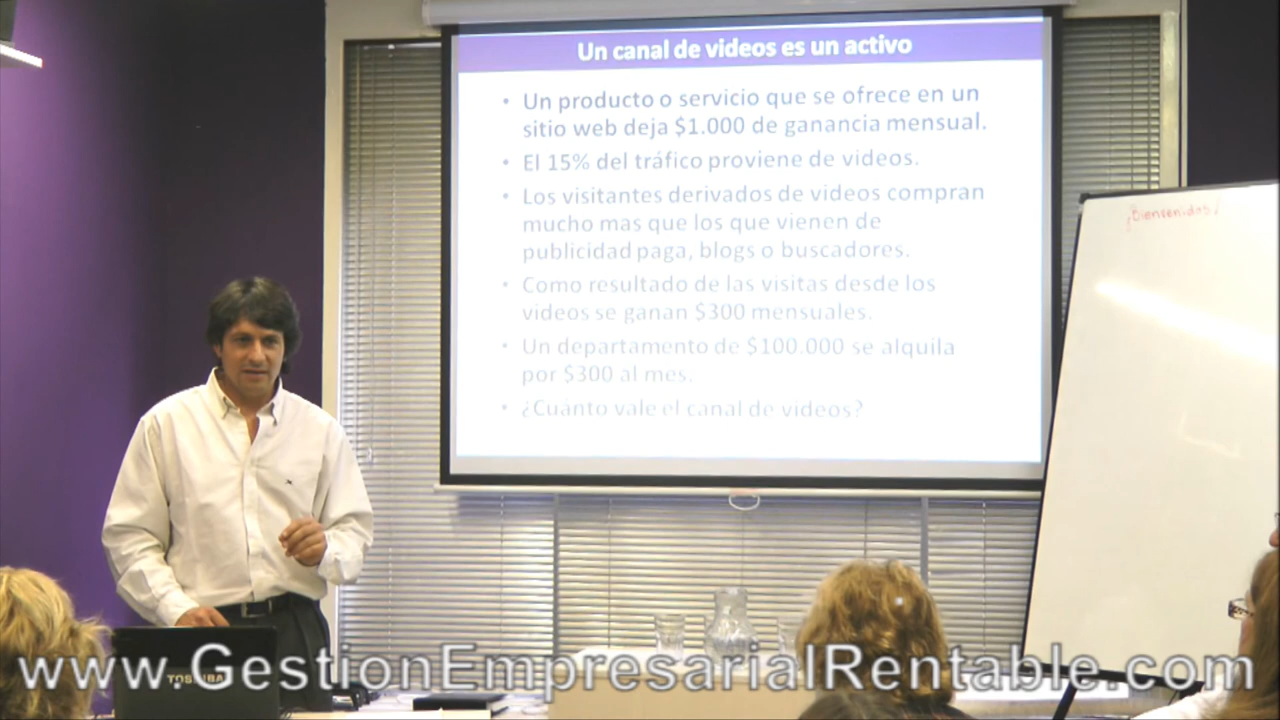 Un canal de videos es un activo
• Un producto o servicio que se ofrece en un
sitio web deja $1.000 de ganancia mensual.
• El 15% del tráfico proviene de videos.
• Los visitantes derivados de videos compran
mucho mas que los que vienen de
publicidad paga, blogs o buscadores.
• Como resultado de las visitas desde los
videos se ganan $300 mensuales.
• Un departamento de $100.000 se alquila
por $300 al mes.
• ¿Cuánto vale el canal de videos?
¡Bienvenidos!
TOSHIBA
www.GestionEmpresarialRentable.com